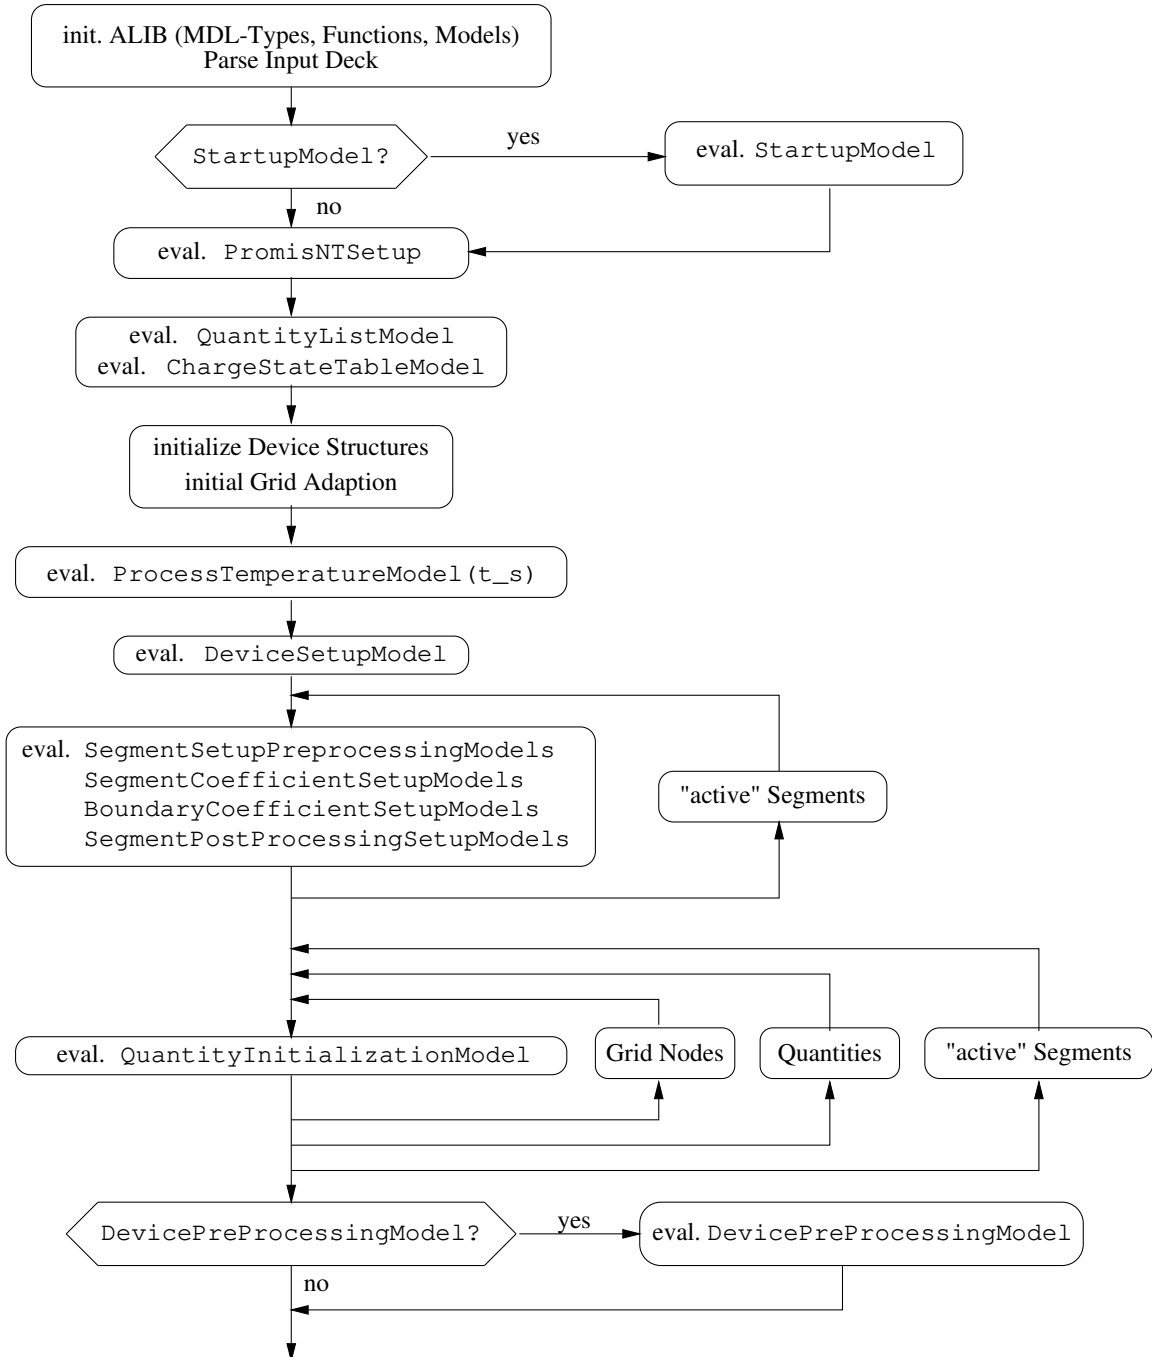 init. ALIB (MDL-Types, Functions, Models)
Parse Input Deck
StartupModel?
yes
eval. StartupModel
no
eval. PromisNTSetup
eval. QuantityListModel
eval. ChargeStateTableModel
initialize Device Structures
initial Grid Adaption
eval. ProcessTemperatureModel(t_s)
eval. DeviceSetupModel
eval. SegmentSetupPreprocessingModels
SegmentCoefficientSetupModels
BoundaryCoefficientSetupModels
SegmentPostProcessingSetupModels
"active" Segments
eval. QuantityInitializationModel
Grid Nodes
Quantities
"active" Segments
DevicePreProcessingModel?
yes
eval. DevicePreProcessingModel
no